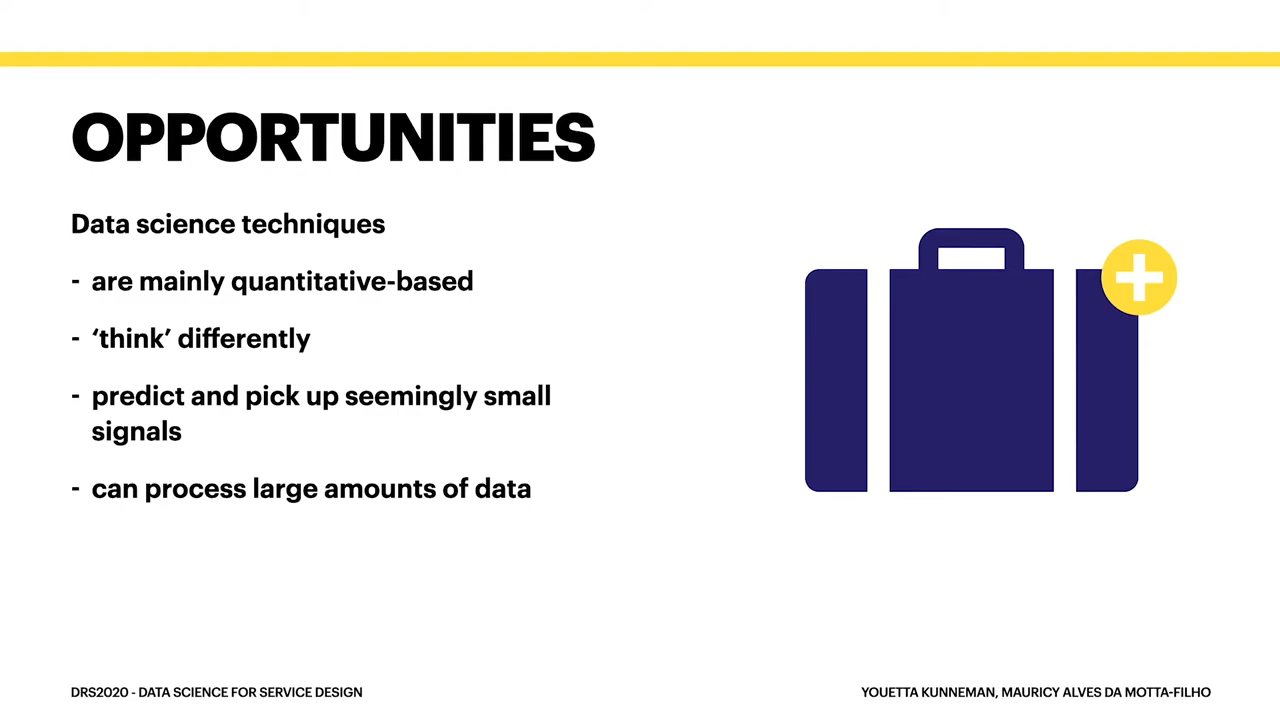 OPPORTUNITIES
Data science techniques
- are mainly quantitative-based
- ‘think’ differently
- predict and pick up seemingly small
signals
- can process large amounts of data
DRS2020 - DATA SCIENCE FOR SERVICE DESIGN
YOUETTA KUNNEMAN, MAURICY ALVES DA MOTTA-FILHO